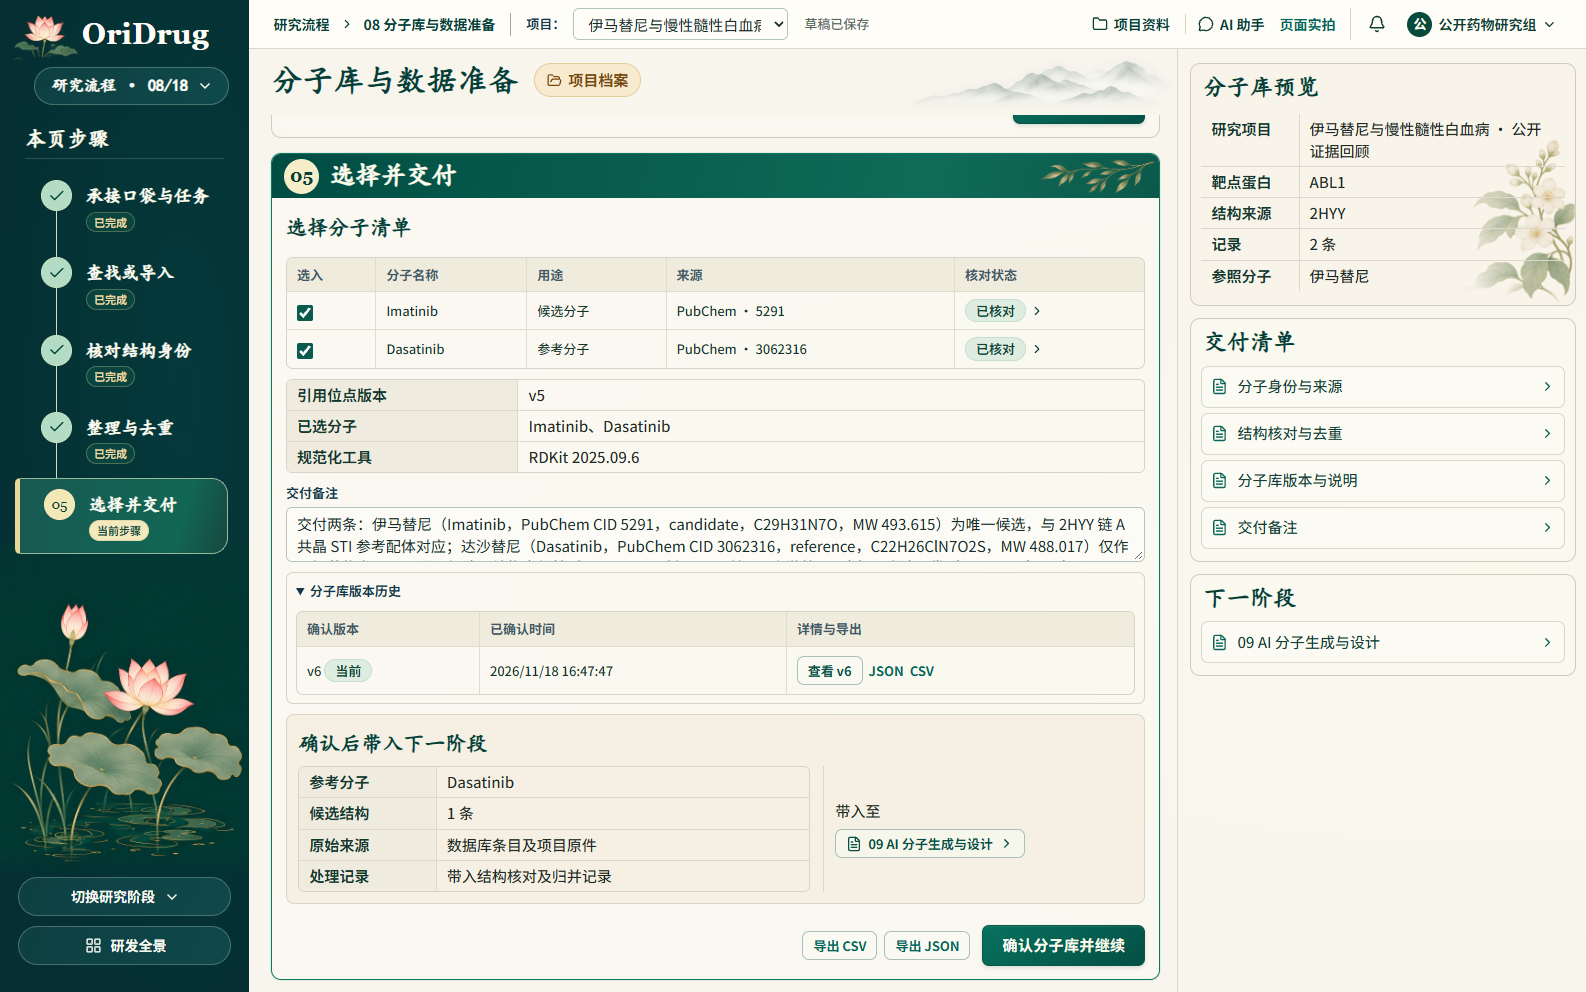 OriDrug
研究流程 • 08/18
本页步骤
承接口袋与任务
已完成
查找或导入
已完成
核对结构身份
已完成
整理与去重
已完成
05 选择并交付
当前步骤
切换研究阶段
研发全景
研究流程 > 08 分子库与数据准备 项目： 伊马替尼与慢性髓性白血病 草稿已保存 项目资料 AI 助手 页面实拍 公 公开药物研究组
分子库与数据准备 项目档案
05 选择并交付
选择分子清单
选入 分子名称 用途 来源 核对状态
Imatinib 候选分子 PubChem • 5291 已核对
Dasatinib 参考分子 PubChem • 3062316 已核对
引用位点版本 v5
已选分子 Imatinib、Dasatinib
规范化工具 RDKit 2025.09.6
交付备注
交付两条：伊马替尼（Imatinib，PubChem CID 5291，candidate，C29H31N7O，MW 493.615）为唯一候选，与 2HYY 链 A
共晶 STI 参考配体对应；达沙替尼（Dasatinib，PubChem CID 3062316，reference，C22H26ClN7O2S，MW 488.017）仅作
▼ 分子库版本历史
确认版本 已确认时间 详情与导出
v6 当前 2026/11/18 16:47:47 查看 v6 JSON CSV
确认后带入下一阶段
参考分子 Dasatinib
候选结构 1 条
原始来源 数据库条目及项目原件
处理记录 带入结构核对及归并记录
带入至
09 AI 分子生成与设计
导出 CSV 导出 JSON 确认分子库并继续
分子库预览
研究项目 伊马替尼与慢性髓性白血病 • 公开
证据回顾
靶点蛋白 ABL1
结构来源 2HYY
记录 2 条
参照分子 伊马替尼
交付清单
分子身份与来源
结构核对与去重
分子库版本与说明
交付备注
下一阶段
09 AI 分子生成与设计